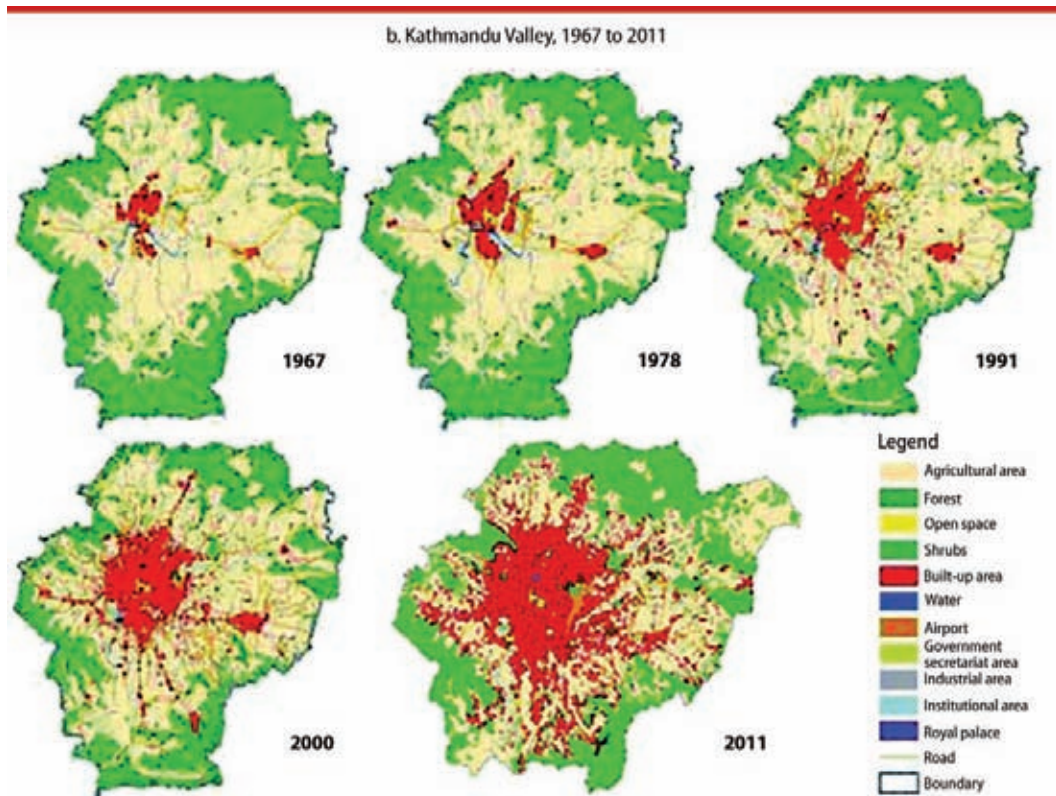 b. Kathmandu Valley, 1967 to 2011
1967
1978
1991
2000
2011
Legend
Agricultural area
Forest
Open space
Shrubs
Built-up area
Water
Airport
Government
secretariat area
Industrial area
Institutional area
Royal palace
Road
Boundary